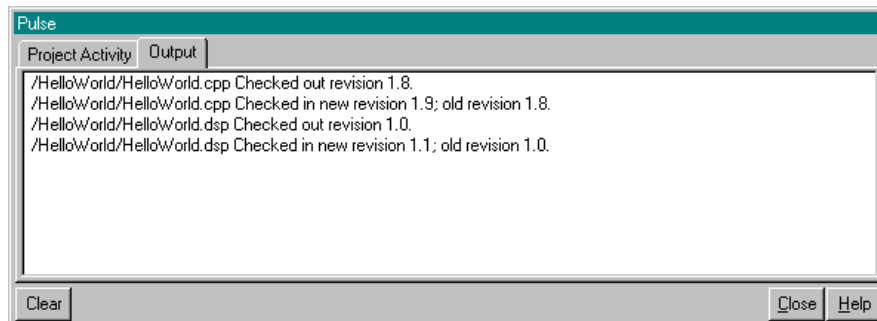 Pulse
Project Activity Output
/HelloWorld/HelloWorld.cpp Checked out revision 1.8.
/HelloWorld/HelloWorld.cpp Checked in new revision 1.9; old revision 1.8.
/HelloWorld/HelloWorld.dsp Checked out revision 1.0.
/HelloWorld/HelloWorld.dsp Checked in new revision 1.1; old revision 1.0.
Clear Close Help